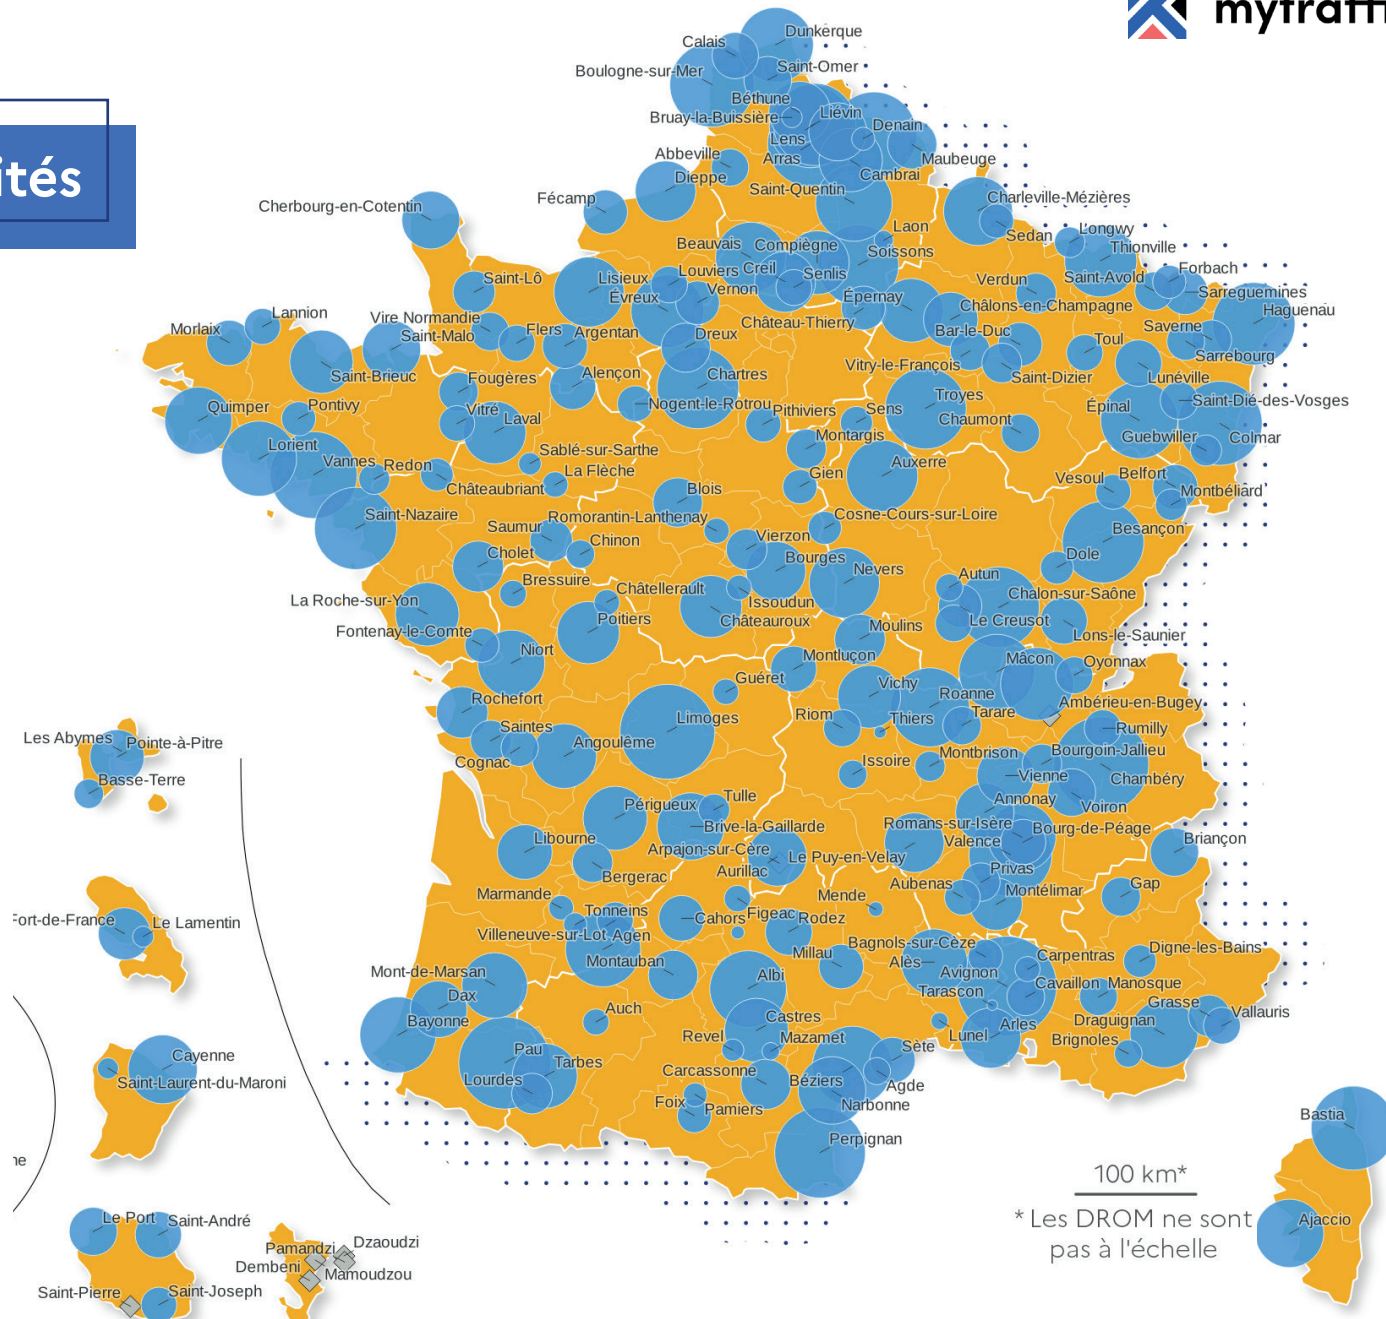 Dunkerque
Calais
Boulogne-sur-Mer
Saint-Omer
Béthune
Bruay-la-Buissière
Liévin
Denain
Lens
Arras
Maubeuge
Cambrai
Abbeville
Dieppe
Saint-Quentin
Charleville-Mézières
Fécamp
Cherbourg-en-Cotentin
Laon
Sedan
Longwy
Thionville
Beauvais
Compiègne
Soissons
Saint-Lô
Lisieux
Louviers
Creil
Senlis
Verdun
Saint-Avold
Forbach
Sarreguemines
Évreux
Vernon
Épernay
Châlons-en-Champagne
Haguenau
Lannion
Morlaix
Vire Normandie
Saint-Malo
Flers
Argentan
Dreux
Château-Thierry
Bar-le-Duc
Toul
Saverne
Sarrebourg
Saint-Brieuc
Fougères
Alençon
Chartres
Vitry-le-François
Saint-Dizier
Lunéville
Quimper
Pontivy
Vitré
Laval
Nogent-le-Rotrou
Pithiviers
Sens
Troyes
Chaumont
Épinal
Saint-Dié-des-Vosges
Guebwiller
Colmar
Lorient
Vannes
Redon
Châteaubriant
Sablé-sur-Sarthe
La Flèche
Montargis
Gien
Auxerre
Vesoul
Belfort
Montbéliard
Saint-Nazaire
Saumur
Blois
Romorantin-Lanthenay
Chinon
Cosne-Cours-sur-Loire
Besançon
Cholet
Vierzon
Bourges
Nevers
Dole
Autun
Bressuire
Châtellerault
Issoudun
Châteauroux
Chalon-sur-Saône
Le Creusot
Lons-le-Saunier
La Roche-sur-Yon
Fontenay-le-Comte
Poitiers
Moulins
Niort
Montluçon
Mâcon
Oyonnax
Rochefort
Guéret
Vichy
Roanne
Ambérieu-en-Bugey
Saintes
Limoges
Riom
Thiers
Tarare
Rumilly
Cognac
Angoulême
Issoire
Montbrison
Bourgoin-Jallieu
Vienne
Chambéry
Annonay
Voiron
Périgueux
Tulle
Brive-la-Gaillarde
Romans-sur-Isère
Bourg-de-Péage
Valence
Briançon
Libourne
Arpajon-sur-Cère
Aurillac
Le Puy-en-Velay
Bergerac
Privas
Montélimar
Aubenas
Gap
Marmande
Tonneins
Cahors
Figeac
Rodez
Mende
Villeneuve-sur-Lot
Agen
Bagnols-sur-Cèze
Digne-les-Bains
Montauban
Millau
Alès
Carpentras
Mont-de-Marsan
Albi
Avignon
Cavaillon
Manosque
Dax
Tarascon
Grasse
Vallauris
Bayonne
Auch
Castres
Arles
Draguignan
Revel
Mazamet
Lunel
Brignoles
Pau
Tarbes
Sète
Lourdes
Carcassonne
Béziers
Agde
Foix
Pamiers
Narbonne
Perpignan
Bastia
Ajaccio
Les Abymes
Pointe-à-Pitre
Basse-Terre
Fort-de-France
Le Lamentin
Cayenne
Saint-Laurent-du-Maroni
Le Port
Saint-André
Saint-Pierre
Saint-Joseph
Pamandzi
Dzaoudzi
Dembeni
Mamoudzou
100 km*
* Les DROM ne sont
pas à l'échelle